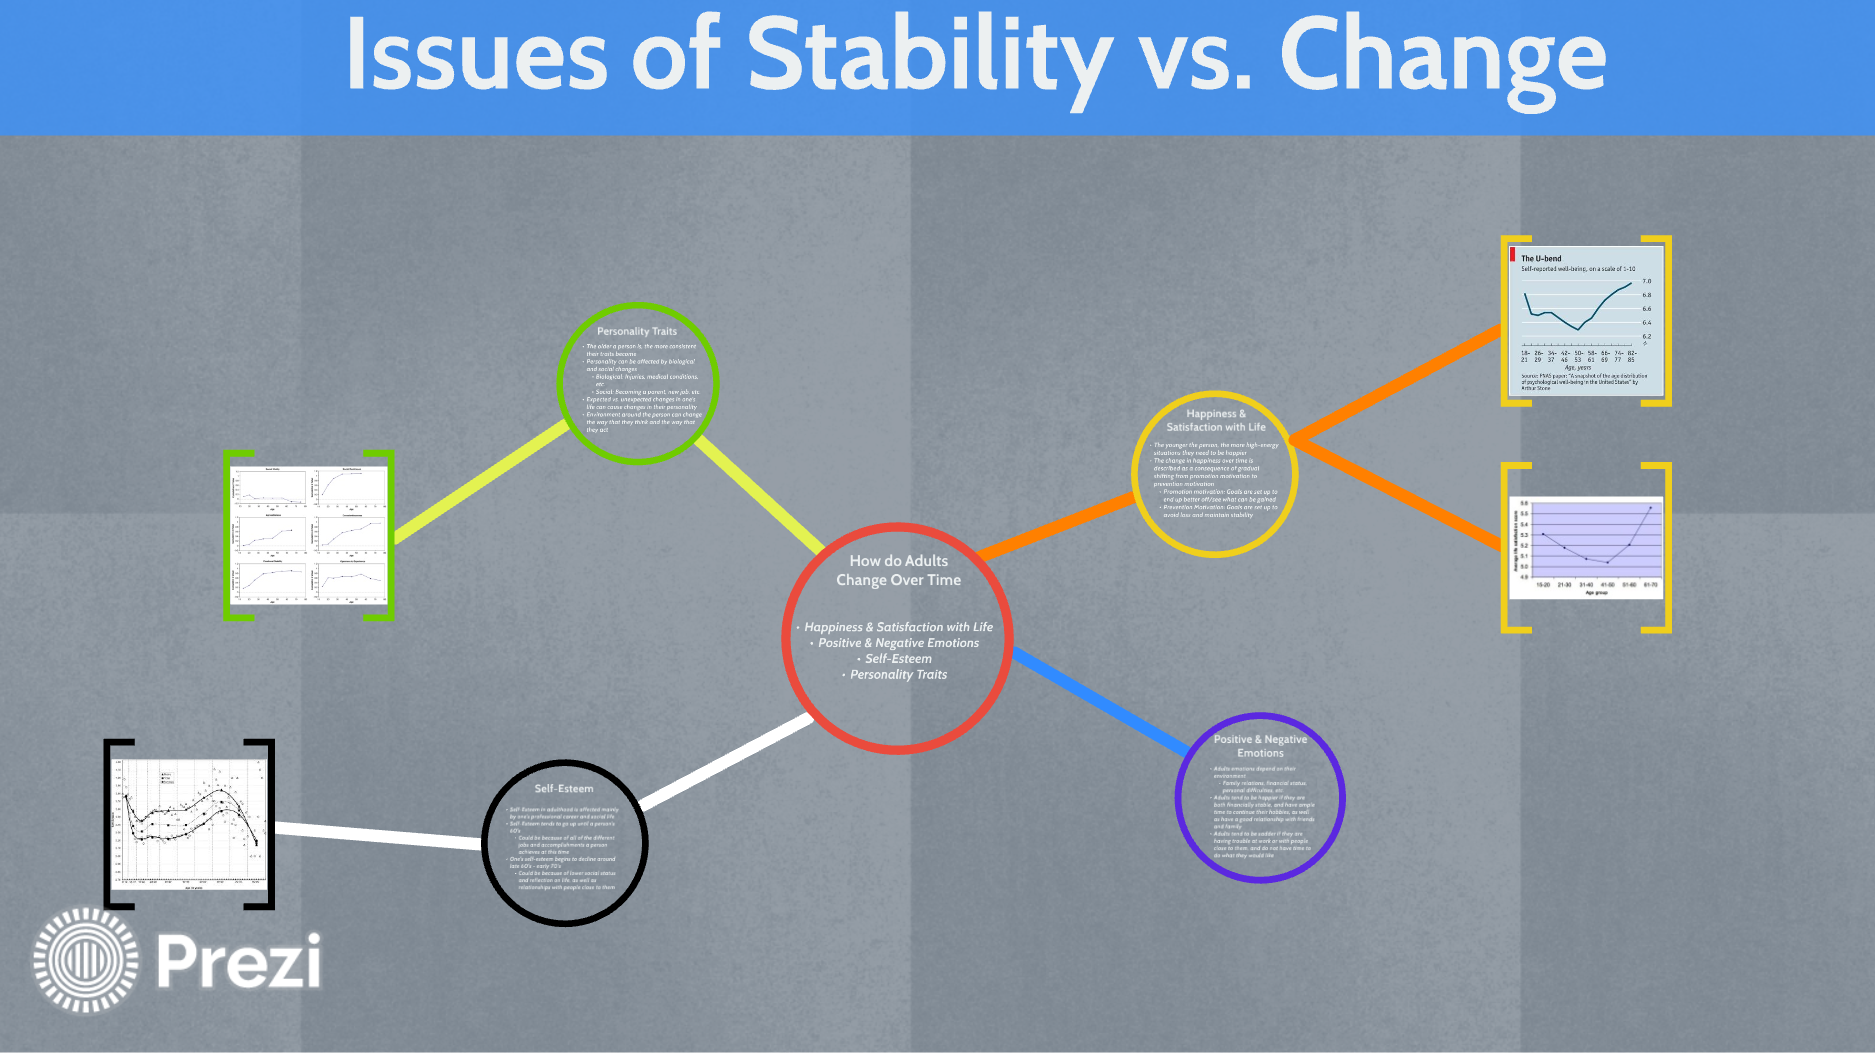 Issues of Stability vs. Change
Personality Traits
• The older a person is, the more consistent
their traits become
• Personality can be affected by biological
and social changes
• Biological: Injuries, medical conditions,
etc
• Social: Becoming a parent, new job, etc
• Expected vs. unexpected changes in one's
life can cause changes in their personality
• Environment around the person can change
the way that they think and the way that
they act
How do Adults
Change Over Time
• Happiness & Satisfaction with Life
• Positive & Negative Emotions
• Self-Esteem
• Personality Traits
Happiness &
Satisfaction with Life
• The younger the person, the more high-energy
situations they need to be happier
• The change in happiness over time is
described as a consequence of gradual
shifting from promotion motivation to
prevention motivation
• Promotion motivation: Goals are set up to
end up better off/see what can be gained
• Prevention Motivation: Goals are set up to
avoid loss and maintain stability
The U-bend
Self-reported well-being, on a scale of 1-10
7.0
6.8
6.6
6.4
6.2
18- 26- 34- 42- 50- 58- 66- 74- 82-
21 29 37 46 53 61 69 77 85
Age, years
Source: PNAS paper: "A snapshot of the age distribution
of psychological well-being in the United States" by
Arthur Stone
Average life satisfaction score
5.6
5.5
5.4
5.3
5.2
5.1
5.0
4.9
15-20 21-30 31-40 41-50 51-60 61-70
Age group
Positive & Negative
Emotions
• Adults emotions depend on their
environment
• Family relations, financial status,
personal difficulties, etc
• Adults tend to be happier if they are
both financially stable, and have ample
time to continue their hobbies, as well
as have a good relationship with friends
and family
• Adults tend to be sadder if they are
having trouble at work or with people
close to them, and do not have time to
do what they would like
Self-Esteem
• Self-Esteem in adulthood is affected mainly
by one's professional career and social life
• Self-Esteem tends to go up until a person's
60's
• Could be because of all of the different
jobs and accomplishments a person
achieves at this time
• One's self-esteem begins to decline around
late 60's - early 70's
• Could be because of lower social status
and reflection on life, as well as
relationships with people close to them
Prezi